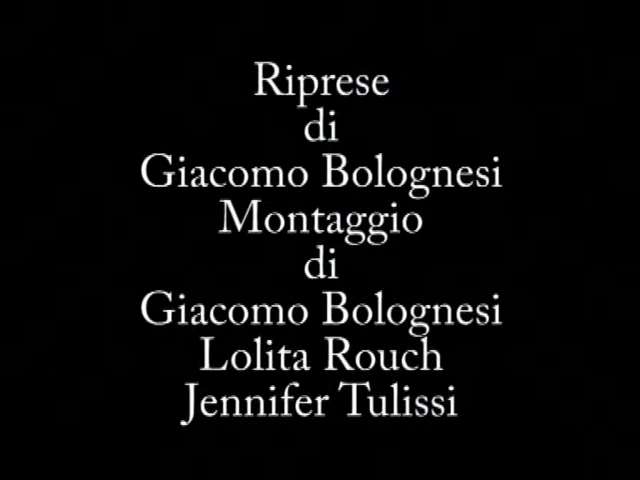 Riprese
di
Giacomo Bolognesi
Montaggio
di
Giacomo Bolognesi
Lolita Rouch
Jennifer Tulissi